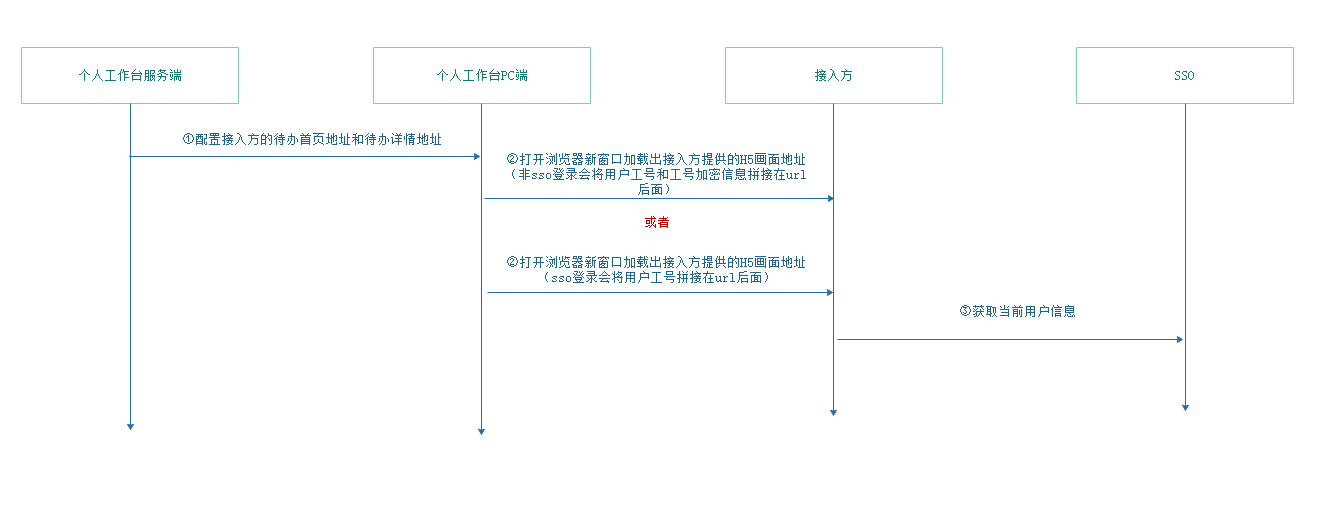 个人工作台服务端
个人工作台PC端
接入方
SSO
①配置接入方的待办首页地址和待办详情地址
②打开浏览器新窗口加载出接入方提供的H5画面地址
（非sso登录会将用户工号和工号加密信息拼接在url
后面）
或者
②打开浏览器新窗口加载出接入方提供的H5画面地址
（sso登录会将用户工号拼接在url后面）
③获取当前用户信息